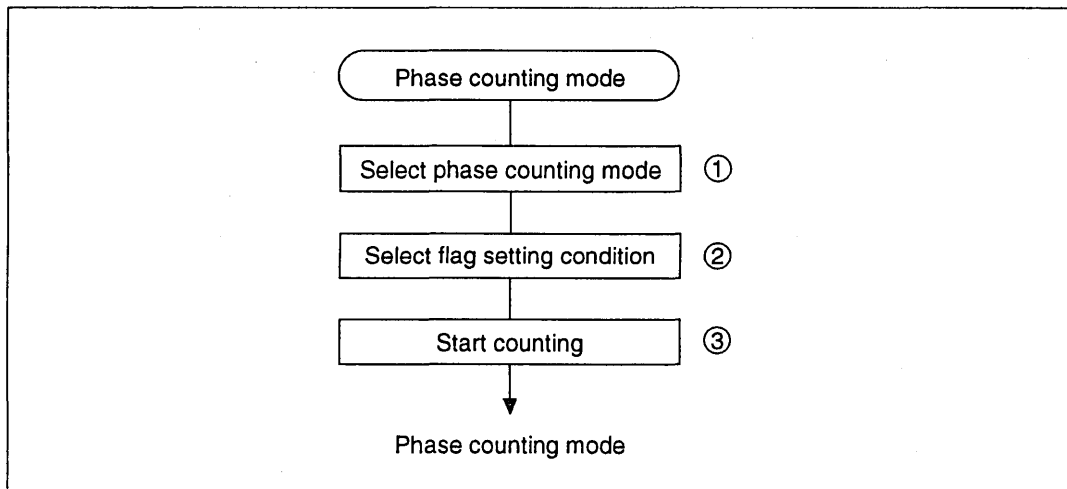 Phase counting mode
Select phase counting mode ①
Select flag setting condition ②
Start counting ③
Phase counting mode